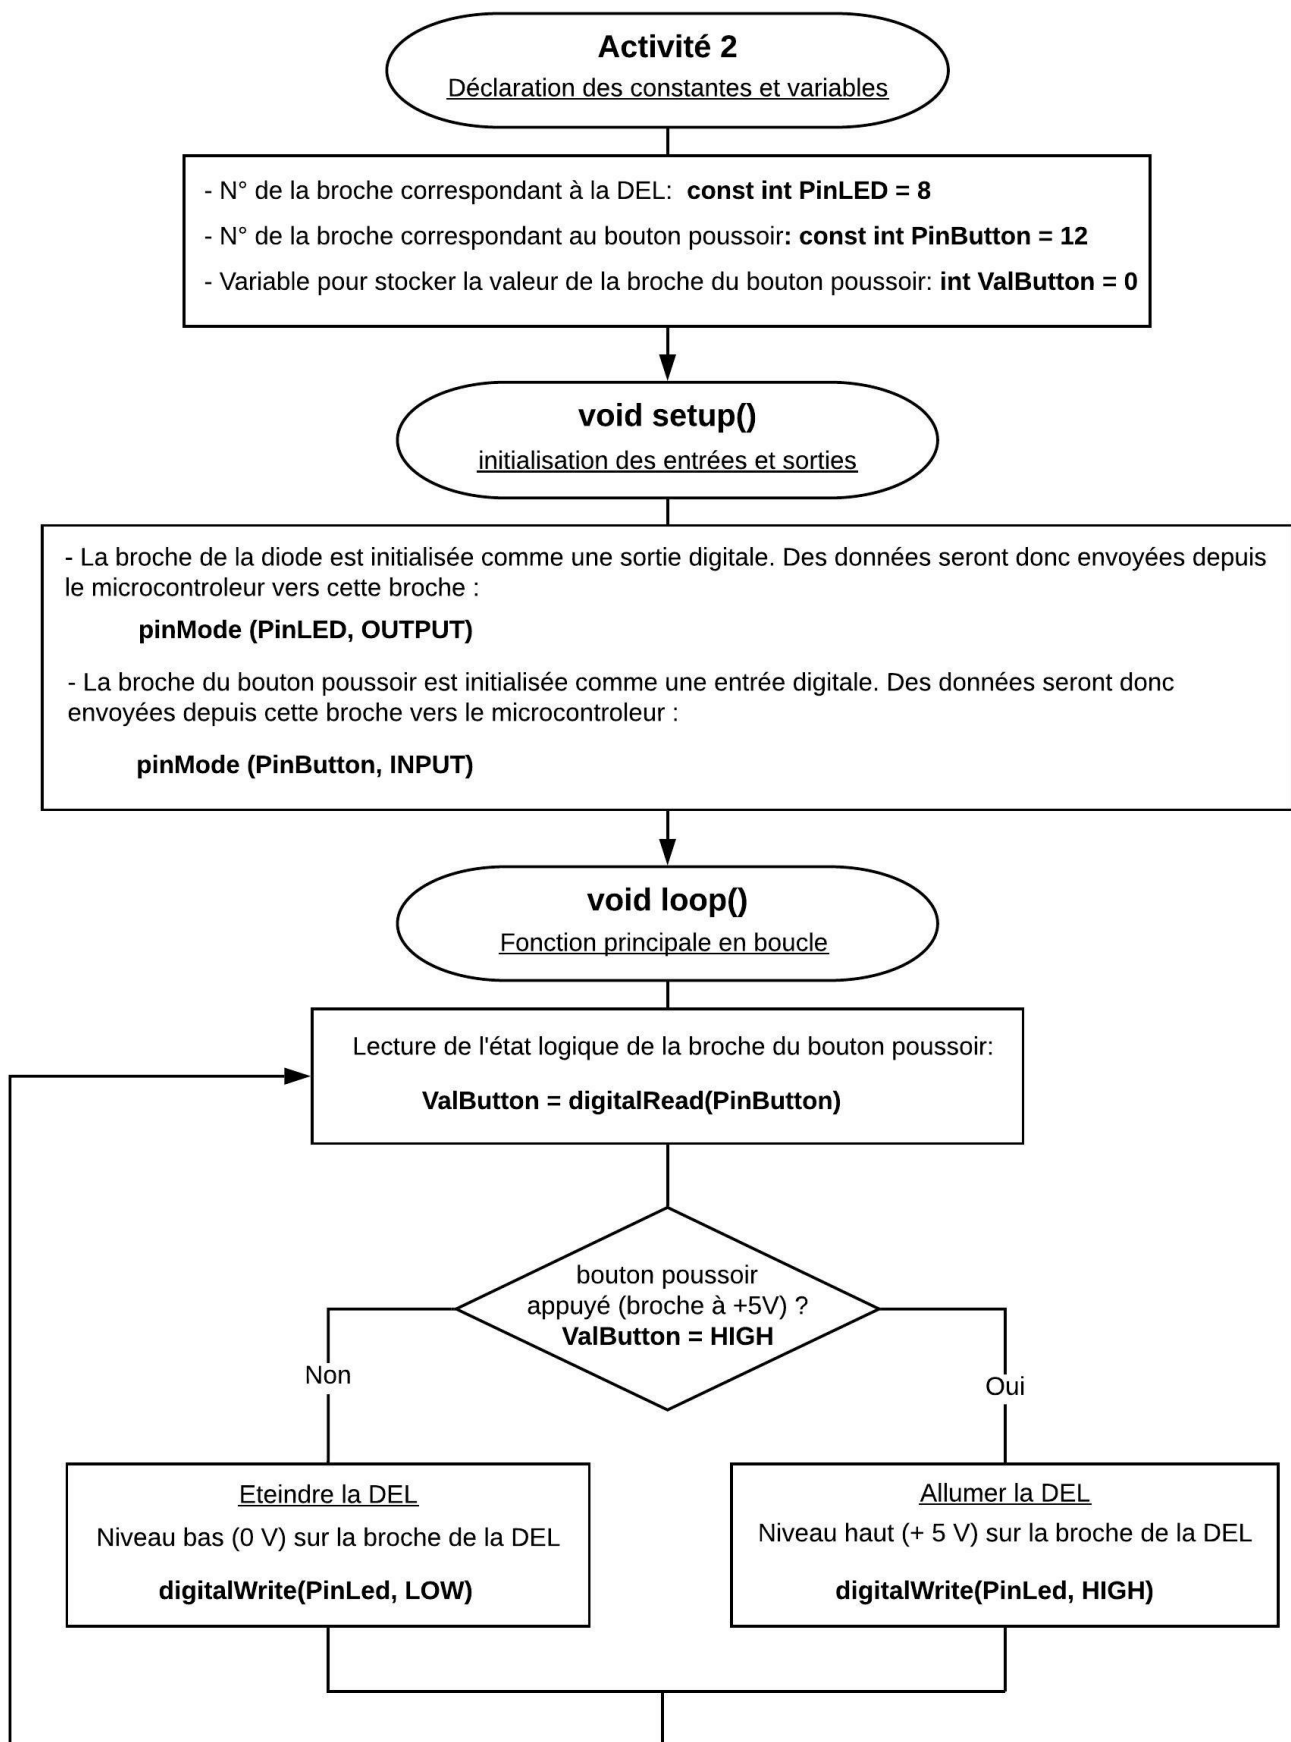 Activité 2
Déclaration des constantes et variables
- N° de la broche correspondant à la DEL: const int PinLED = 8
- N° de la broche correspondant au bouton poussoir: const int PinButton = 12
- Variable pour stocker la valeur de la broche du bouton poussoir: int ValButton = 0
void setup()
initialisation des entrées et sorties
- La broche de la diode est initialisée comme une sortie digitale. Des données seront donc envoyées depuis
le microcontroleur vers cette broche :
pinMode (PinLED, OUTPUT)
- La broche du bouton poussoir est initialisée comme une entrée digitale. Des données seront donc
envoyées depuis cette broche vers le microcontroleur :
pinMode (PinButton, INPUT)
void loop()
Fonction principale en boucle
Lecture de l'état logique de la broche du bouton poussoir:
ValButton = digitalRead(PinButton)
bouton poussoir
appuyé (broche à +5V) ?
ValButton = HIGH
Non
Oui
Eteindre la DEL
Niveau bas (0 V) sur la broche de la DEL
digitalWrite(PinLed, LOW)
Allumer la DEL
Niveau haut (+ 5 V) sur la broche de la DEL
digitalWrite(PinLed, HIGH)